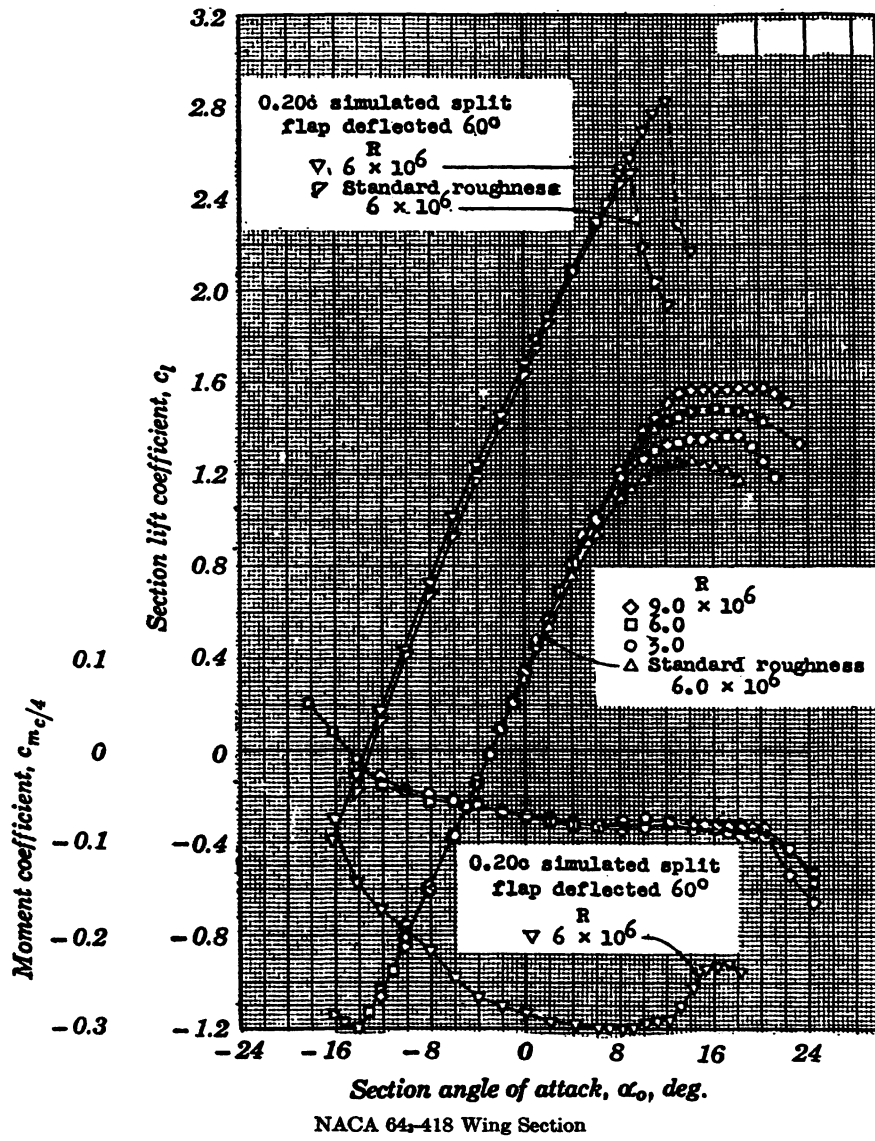 3.2
2.8
2.4
2.0
1.6
1.2
0.8
0.4
0
-0.4
-0.8
-1.2
Section lift coefficient, c_l
0.1
0
-0.1
-0.2
-0.3
Moment coefficient, c_{m_{c/4}}
0.20c simulated split
flap deflected 60°
R
▽ 6 × 10⁶
Standard roughness
6 × 10⁶
R
◇ 9.0 × 10⁶
□ 6.0
○ 3.0
△ Standard roughness
6.0 × 10⁶
0.20c simulated split
flap deflected 60°
R
▽ 6 × 10⁶
-24 -16 -8 0 8 16 24
Section angle of attack, α₀, deg.
NACA 64₃-418 Wing Section